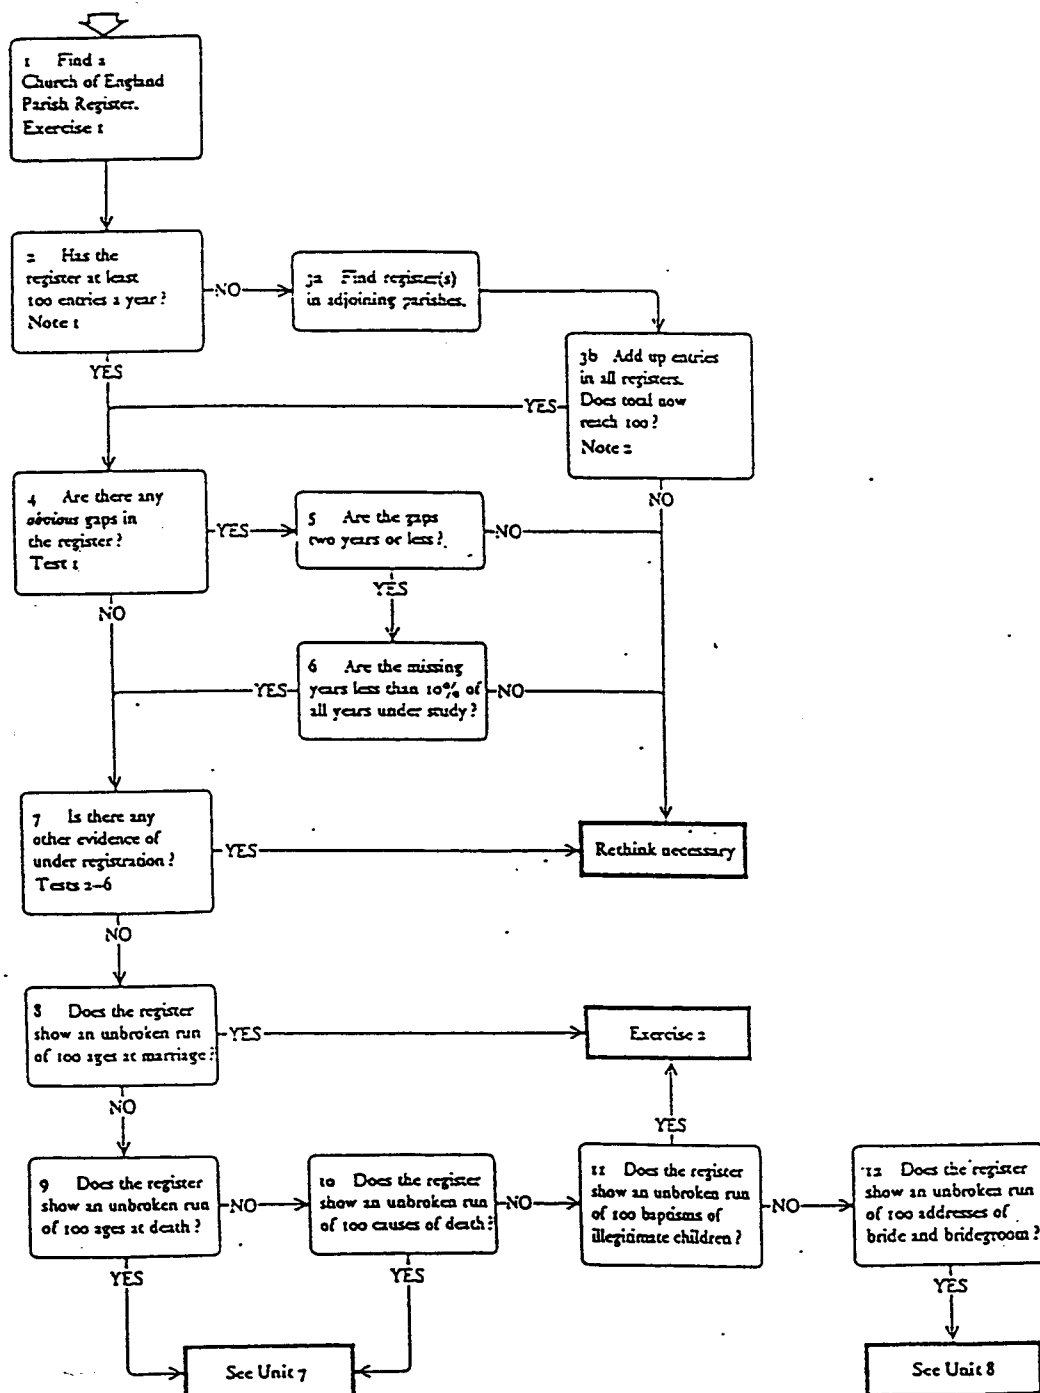 1 Find a
Church of England
Parish Register.
Exercise 1
2 Has the
register at least
100 entries a year?
Note 1
NO
3a Find register(s)
in adjoining parishes.
YES
3b Add up entries
in all registers.
Does total now
reach 100?
Note 2
YES
NO
4 Are there any
obvious gaps in
the register?
Test 1
YES
5 Are the gaps
two years or less?
NO
YES
NO
6 Are the missing
years less than 10% of
all years under study?
YES
NO
7 Is there any
other evidence of
under registration?
Tests 2–6
YES
Rethink necessary
NO
8 Does the register
show an unbroken run
of 100 ages at marriage?
YES
Exercise 2
NO
YES
9 Does the register
show an unbroken run
of 100 ages at death?
NO
10 Does the register
show an unbroken run
of 100 causes of death?
NO
11 Does the register
show an unbroken run
of 100 baptisms of
illegitimate children?
NO
12 Does the register
show an unbroken run
of 100 addresses of
bride and bridegroom?
YES
YES
YES
See Unit 7
See Unit 8